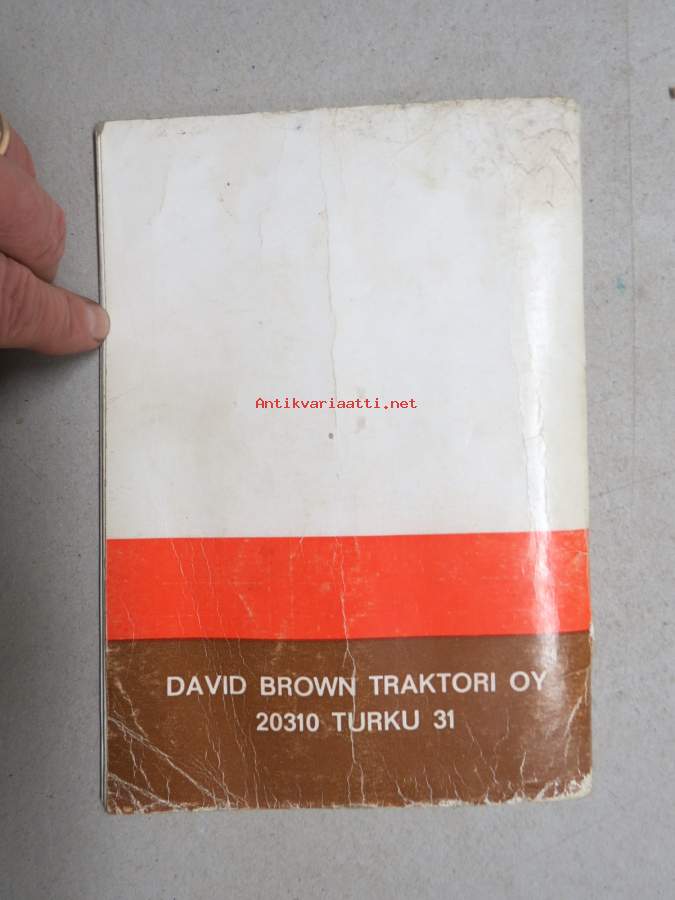 Antikvariaatti.net
DAVID BROWN TRAKTORI OY
20310 TURKU 31